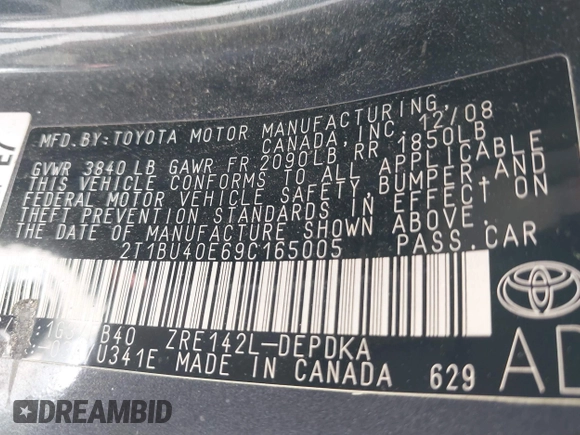 MFD. BY: TOYOTA MOTOR MANUFACTURING,
CANADA, INC. 12/08
GVWR 3840 LB GAWR FR 2090LB RR 1850LB
THIS VEHICLE CONFORMS TO ALL APPLICABLE
FEDERAL MOTOR VEHICLE SAFETY, BUMPER, AND
THEFT PREVENTION STANDARDS IN EFFECT ON
THE DATE OF MANUFACTURE SHOWN ABOVE.
2T1BU40E69C165005 PASS.CAR
B40 ZRE142L-DEPDKA
U341E MADE IN CANADA 629
AD
DREAMBID